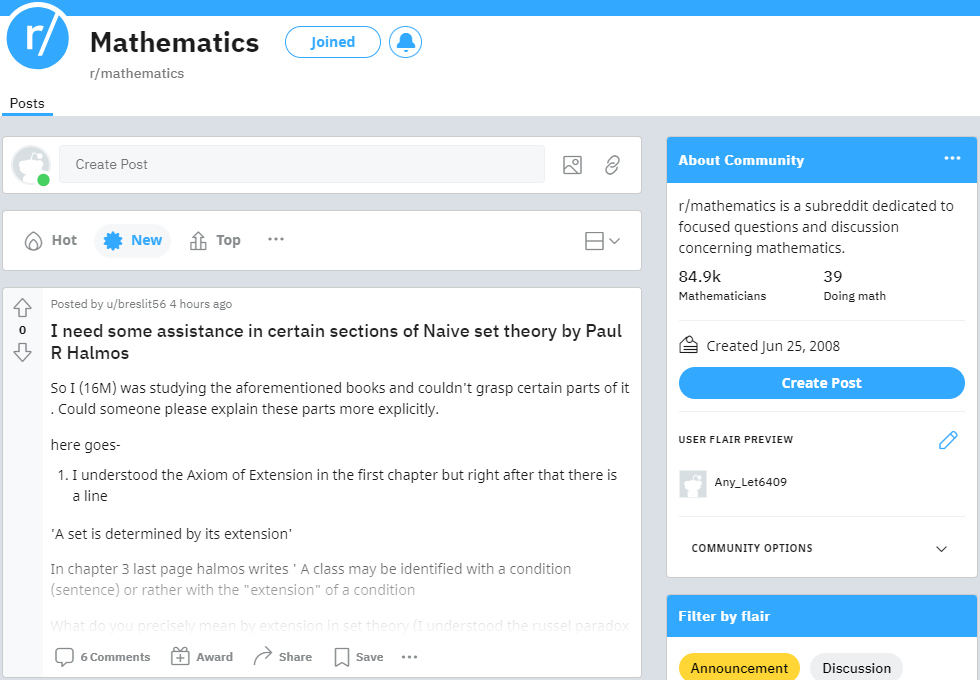 r/
Mathematics
Joined
r/mathematics
Posts
Create Post
Hot
New
Top
Posted by u/breslit56 4 hours ago
0
I need some assistance in certain sections of Naive set theory by Paul
R Halmos
So I (16M) was studying the aforementioned books and couldn't grasp certain parts of it
. Could someone please explain these parts more explicitly.
here goes-
1. I understood the Axiom of Extension in the first chapter but right after that there is
a line
'A set is determined by its extension'
In chapter 3 last page halmos writes ' A class may be identified with a condition
(sentence) or rather with the "extension" of a condition
What do you precisely mean by extension in set theory (I understood the russel paradox
6 Comments
Award
Share
Save
About Community
r/mathematics is a subreddit dedicated to
focused questions and discussion
concerning mathematics.
84.9k 39
Mathematicians Doing math
Created Jun 25, 2008
Create Post
USER FLAIR PREVIEW
Any_Let6409
COMMUNITY OPTIONS
Filter by flair
Announcement
Discussion